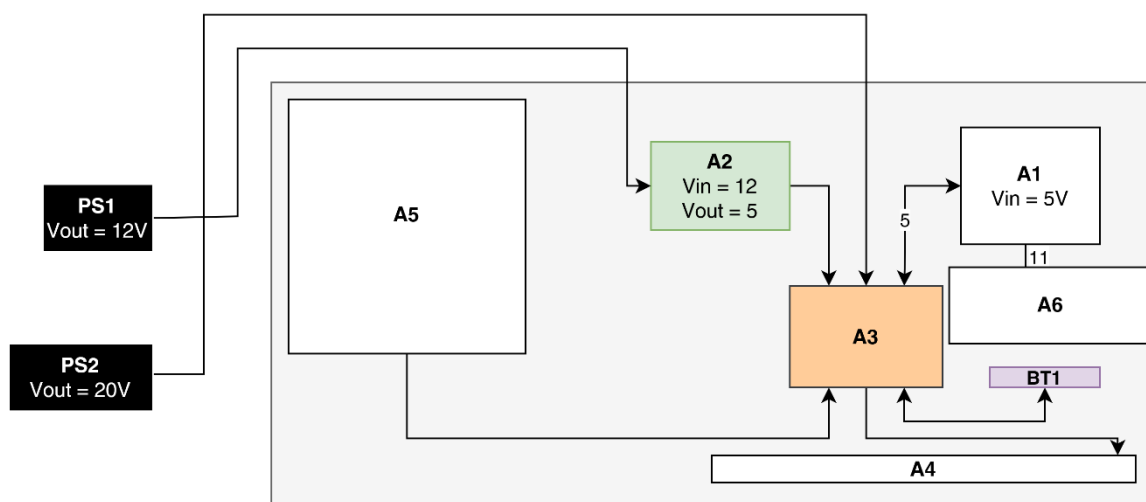 A2
Vin = 12
Vout = 5
A1
Vin = 5V
PS1
Vout = 12V
A5
5
11
A6
A3
PS2
Vout = 20V
BT1
A4